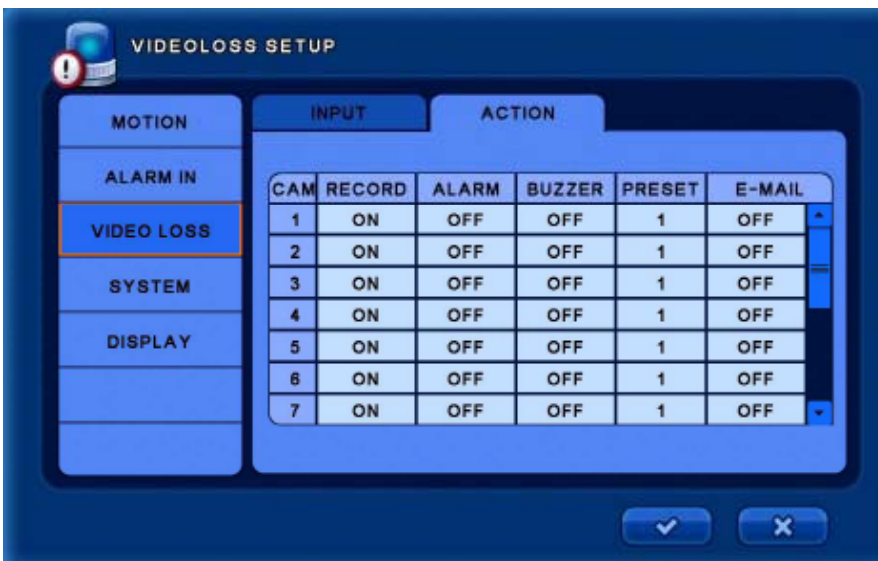 VIDEOLOSS SETUP
MOTION
ALARM IN
VIDEO LOSS
SYSTEM
DISPLAY
INPUT ACTION
CAM RECORD ALARM BUZZER PRESET E-MAIL
1 ON OFF OFF 1 OFF
2 ON OFF OFF 1 OFF
3 ON OFF OFF 1 OFF
4 ON OFF OFF 1 OFF
5 ON OFF OFF 1 OFF
6 ON OFF OFF 1 OFF
7 ON OFF OFF 1 OFF